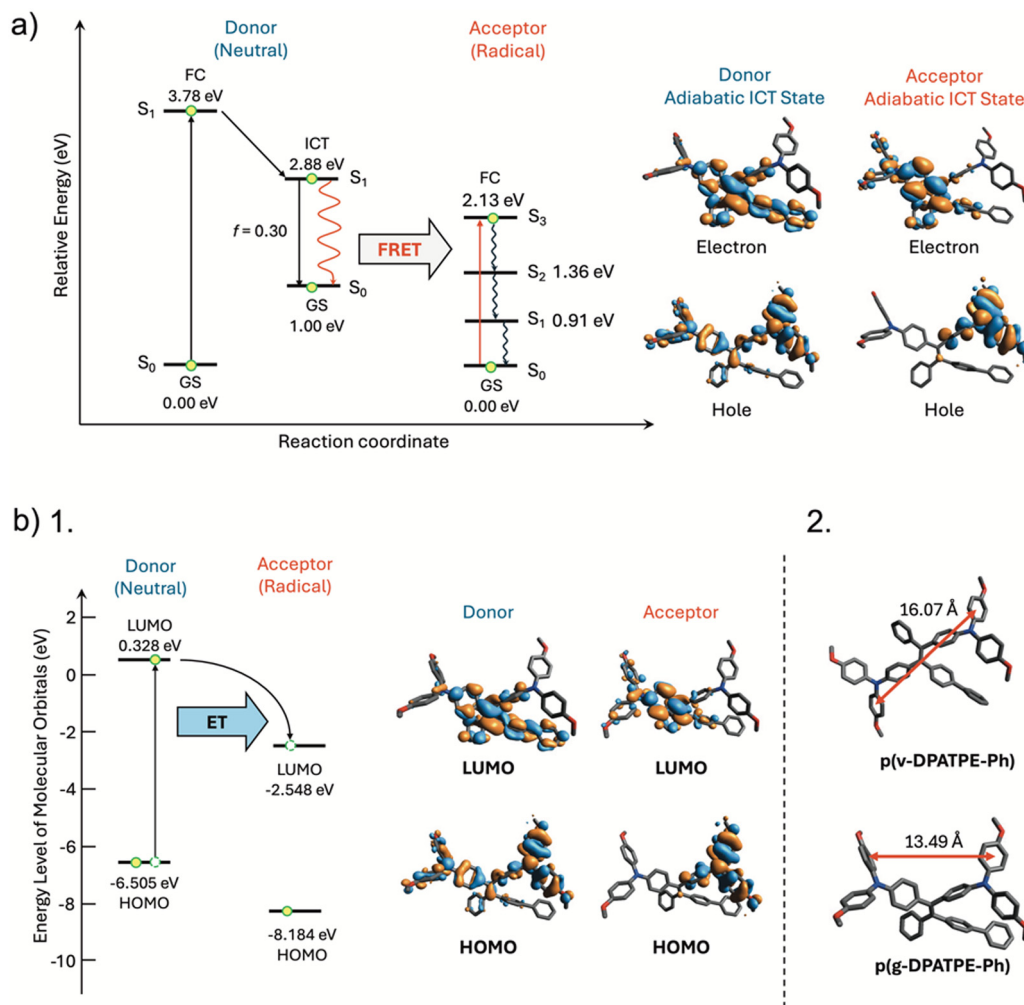 a)
Donor
(Neutral)
Acceptor
(Radical)
Relative Energy (eV)
Reaction coordinate
FC
3.78 eV
S1
S0
GS
0.00 eV
ICT
2.88 eV
S1
f = 0.30
S0
GS
1.00 eV
FRET
FC
2.13 eV
S3
S2 1.36 eV
S1 0.91 eV
S0
GS
0.00 eV
Donor
Adiabatic ICT State
Acceptor
Adiabatic ICT State
Electron
Electron
Hole
Hole
b) 1.
2.
Donor
(Neutral)
Acceptor
(Radical)
Energy Level of Molecular Orbitals (eV)
2
0
-2
-4
-6
-8
-10
LUMO
0.328 eV
ET
LUMO
-2.548 eV
-6.505 eV
HOMO
-8.184 eV
HOMO
Donor
Acceptor
LUMO
LUMO
HOMO
HOMO
16.07 Å
p(v-DPATPE-Ph)
13.49 Å
p(g-DPATPE-Ph)